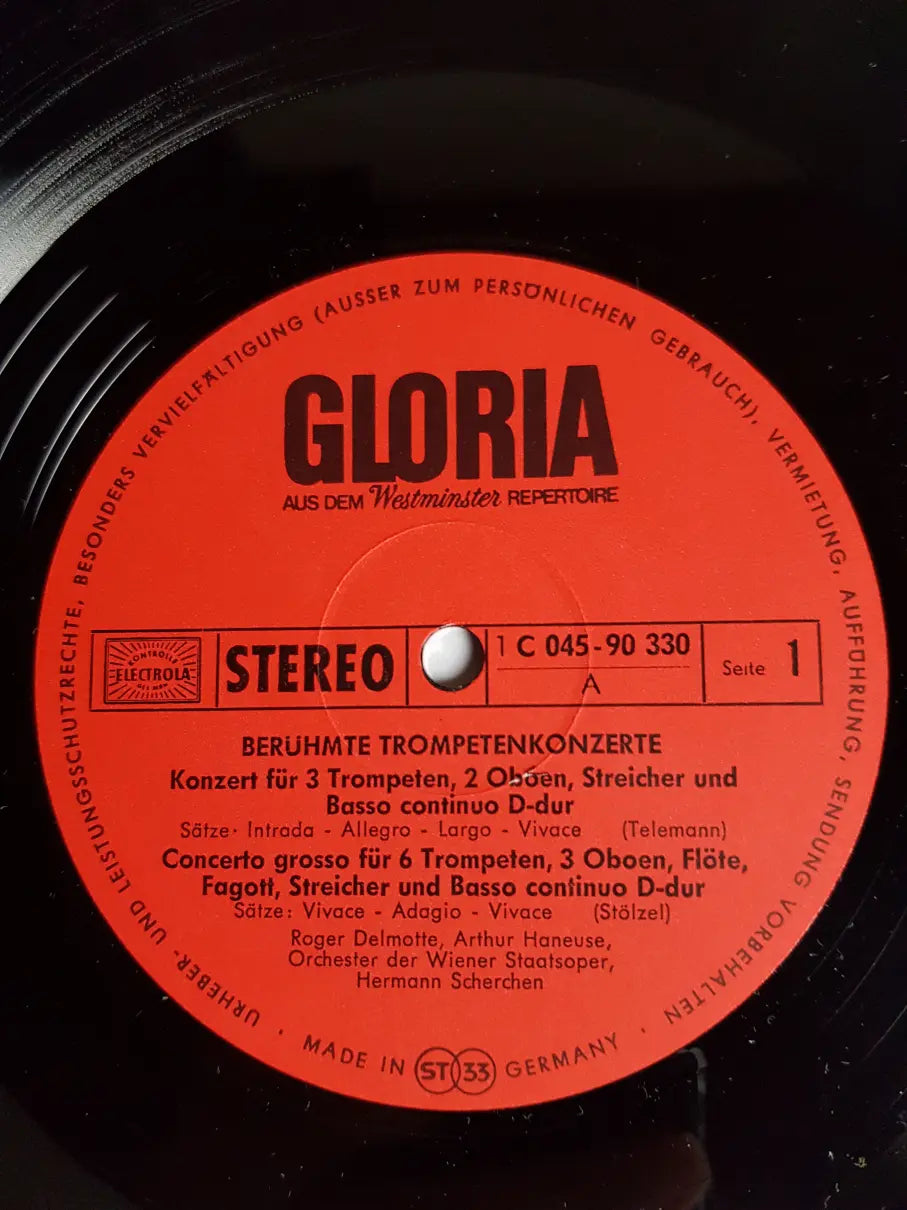 URHEBER- UND LEISTUNGSSCHUTZRECHTE, BESONDERS VERVIELFÄLTIGUNG (AUSSER ZUM PERSÖNLICHEN GEBRAUCH), VERMIETUNG, AUFFÜHRUNG, SENDUNG VORBEHALTEN
GLORIA
AUS DEM Westminster REPERTOIRE
KONTROLLE
ELECTROLA
STEREO
1 C 045-90 330
A
Seite 1
BERÜHMTE TROMPETENKONZERTE
Konzert für 3 Trompeten, 2 Oboen, Streicher und
Basso continuo D-dur
Sätze: Intrada - Allegro - Largo - Vivace (Telemann)
Concerto grosso für 6 Trompeten, 3 Oboen, Flöte,
Fagott, Streicher und Basso continuo D-dur
Sätze: Vivace - Adagio - Vivace (Stölzel)
Roger Delmotte, Arthur Haneuse,
Orchester der Wiener Staatsoper,
Hermann Scherchen
MADE IN ST 33 GERMANY